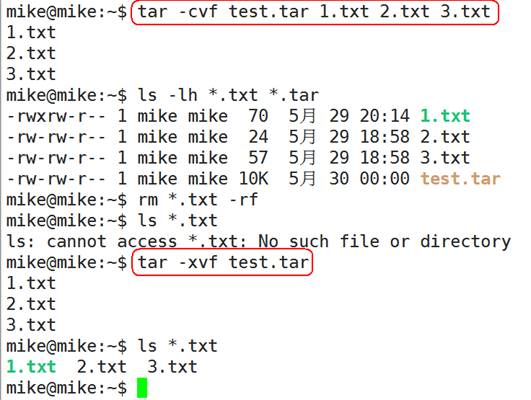 mike@mike:~$ tar -cvf test.tar 1.txt 2.txt 3.txt
1.txt
2.txt
3.txt
mike@mike:~$ ls -lh *.txt *.tar
-rwxrw-r-- 1 mike mike  70  5月 29 20:14 1.txt
-rw-rw-r-- 1 mike mike  24  5月 29 18:58 2.txt
-rw-rw-r-- 1 mike mike  57  5月 29 18:58 3.txt
-rw-rw-r-- 1 mike mike 10K  5月 30 00:00 test.tar
mike@mike:~$ rm *.txt -rf
mike@mike:~$ ls *.txt
ls: cannot access *.txt: No such file or directory
mike@mike:~$ tar -xvf test.tar
1.txt
2.txt
3.txt
mike@mike:~$ ls *.txt
1.txt  2.txt  3.txt
mike@mike:~$